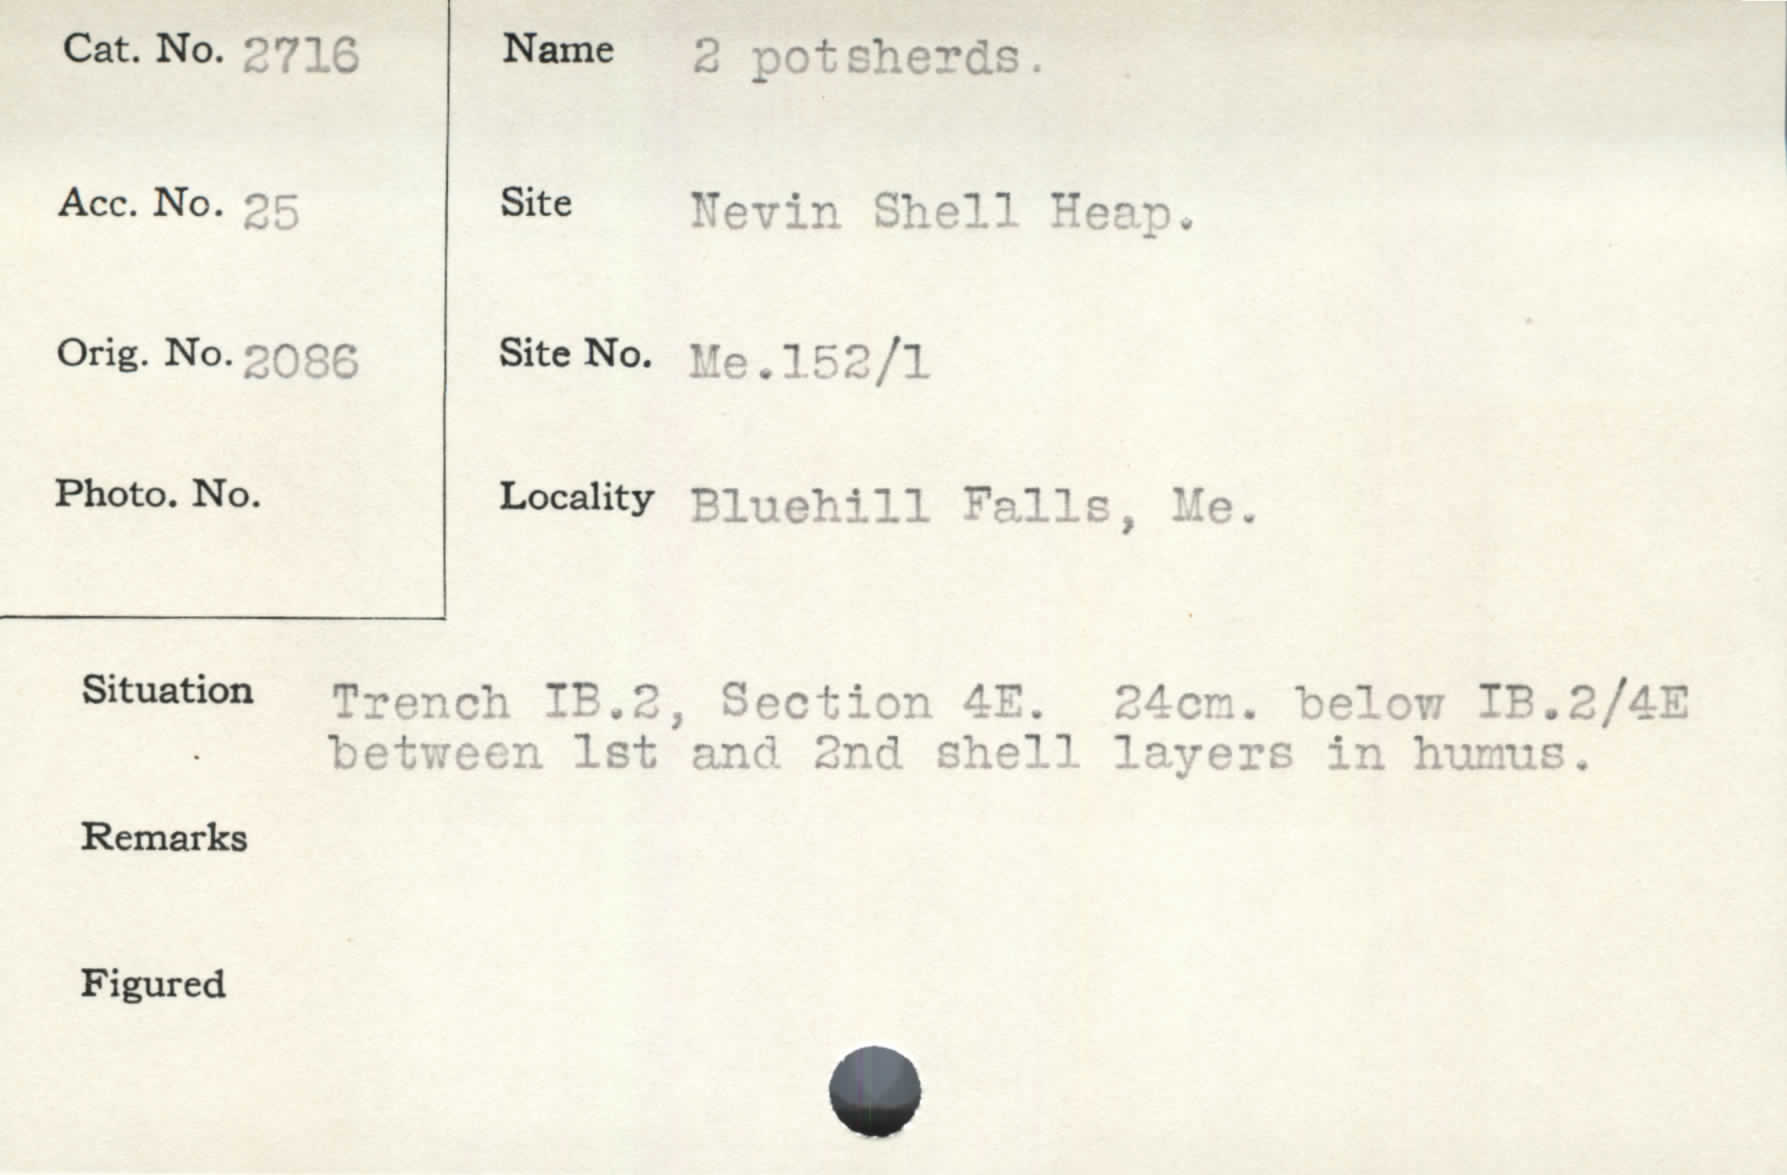 Cat. No. 2716
Name 2 potsherds.
Acc. No. 25
Site Nevin Shell Heap.
Orig. No. 2086
Site No. Me.152/1
Photo. No.
Locality Bluehill Falls, Me.
Situation Trench IB.2, Section 4E. 24cm. below IB.2/4E
between 1st and 2nd shell layers in humus.
Remarks
Figured